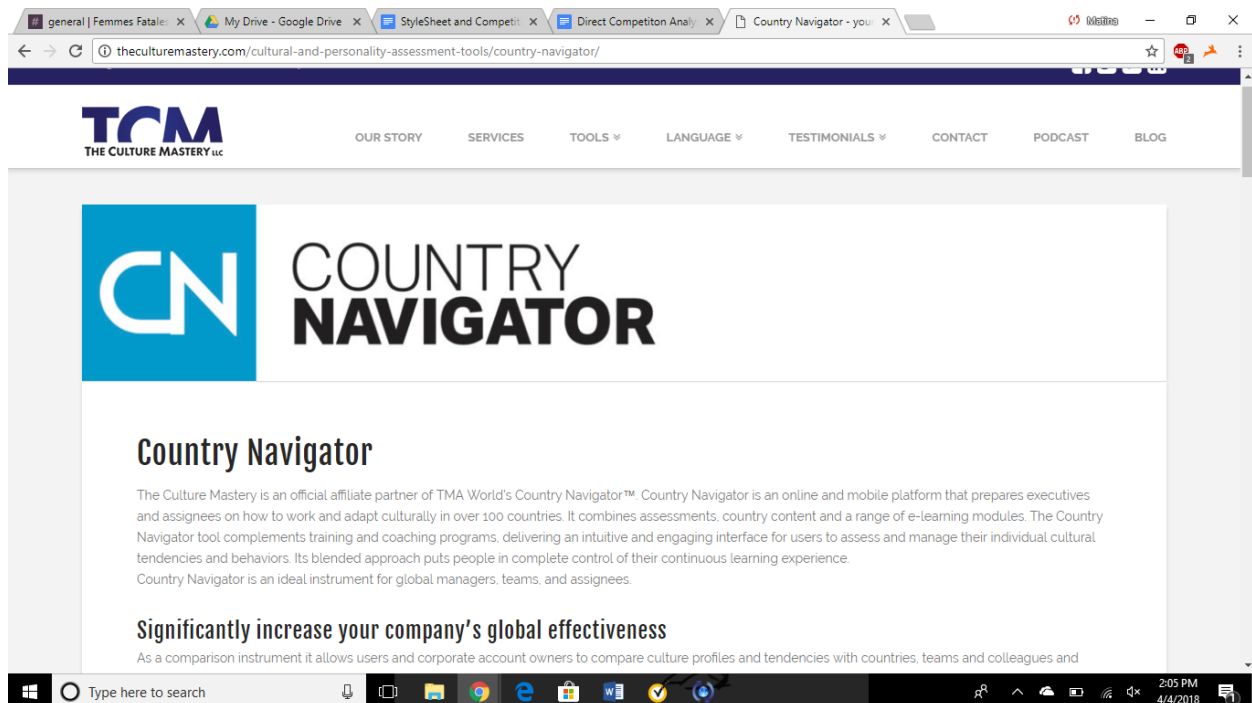 general | Femmes Fatale
My Drive - Google Drive
StyleSheet and Competit
Direct Competiton Analy
Country Navigator - you
Matina
theculturemastery.com/cultural-and-personality-assessment-tools/country-navigator/
ABP
2
TCM
THE CULTURE MASTERY LLC
OUR STORY
SERVICES
TOOLS
LANGUAGE
TESTIMONIALS
CONTACT
PODCAST
BLOG
CN
COUNTRY
NAVIGATOR
Country Navigator
The Culture Mastery is an official affiliate partner of TMA World's Country Navigator™. Country Navigator is an online and mobile platform that prepares executives
and assignees on how to work and adapt culturally in over 100 countries. It combines assessments, country content and a range of e-learning modules. The Country
Navigator tool complements training and coaching programs, delivering an intuitive and engaging interface for users to assess and manage their individual cultural
tendencies and behaviors. Its blended approach puts people in complete control of their continuous learning experience.
Country Navigator is an ideal instrument for global managers, teams, and assignees.
Significantly increase your company's global effectiveness
As a comparison instrument it allows users and corporate account owners to compare culture profiles and tendencies with countries, teams and colleagues and
Type here to search
2:05 PM
4/4/2018
1